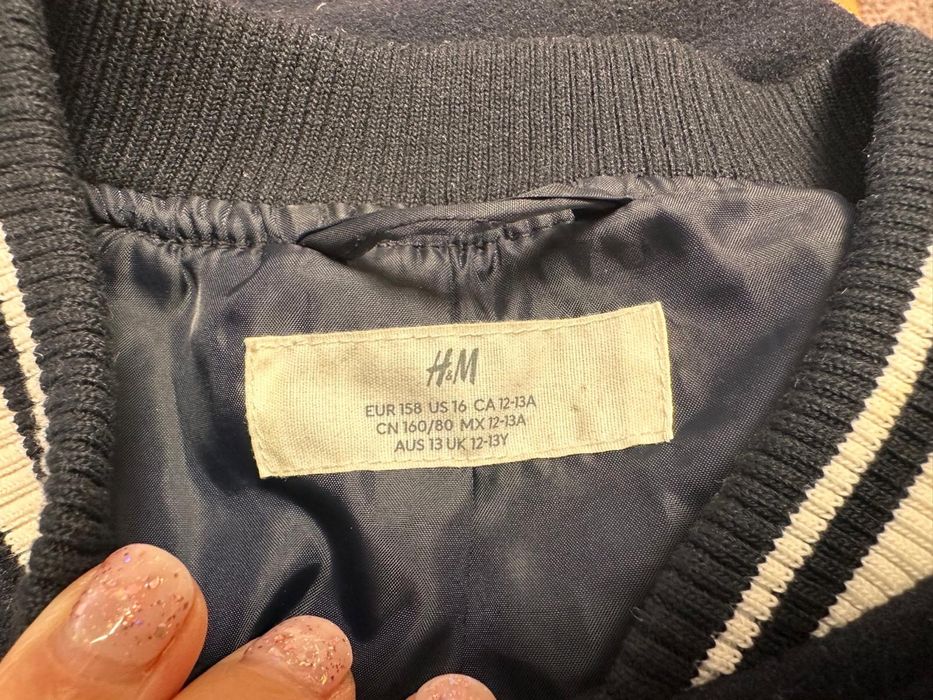 H&M
EUR 158 US 16 CA 12-13A
CN 160/80 MX 12-13A
AUS 13 UK 12-13Y